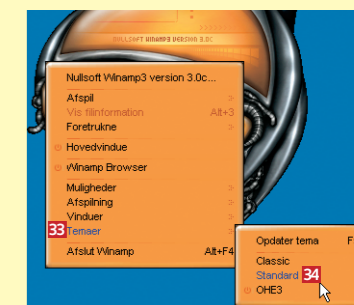 NULLSOFT WINAMP3 VERSION 3.0C
Nullsoft Winamp3 version 3.0c...
Afspil
Vis filinformation Alt+3
Foretrukne
Hovedvindue
Winamp Browser
Muligheder
Afspilning
Vinduer
33 Temaer
Afslut Winamp Alt+F4
Opdater tema F
Classic
Standard 34
OHE3